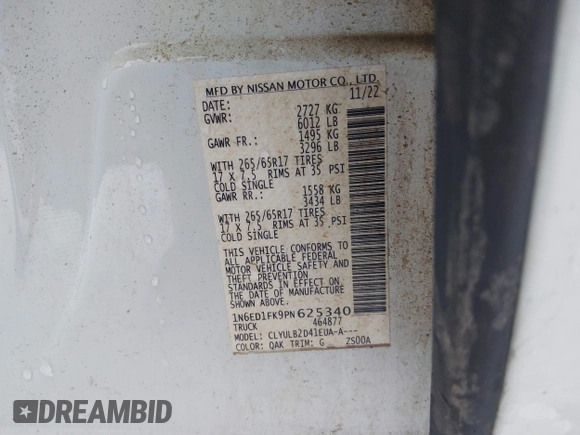 MFD BY NISSAN MOTOR CO., LTD.
DATE: 11/22
GVWR: 2727 KG
6012 LB
GAWR FR.: 1495 KG
3296 LB
WITH 265/65R17 TIRES
17 X 7.5 RIMS AT 35 PSI
COLD SINGLE
GAWR RR.: 1558 KG
3434 LB
WITH 265/65R17 TIRES
17 X 7.5 RIMS AT 35 PSI
COLD SINGLE
THIS VEHICLE CONFORMS TO
ALL APPLICABLE FEDERAL
MOTOR VEHICLE SAFETY AND
THEFT PREVENTION
STANDARDS IN EFFECT ON
DATE OF MANUFACTURE
SHOWN ABOVE.
1N6ED1FK9PN625340
TRUCK 464877
MODEL: CLYULB2D41EUA-A---
COLOR: QAK TRIM: G ZS00A
DREAMBID